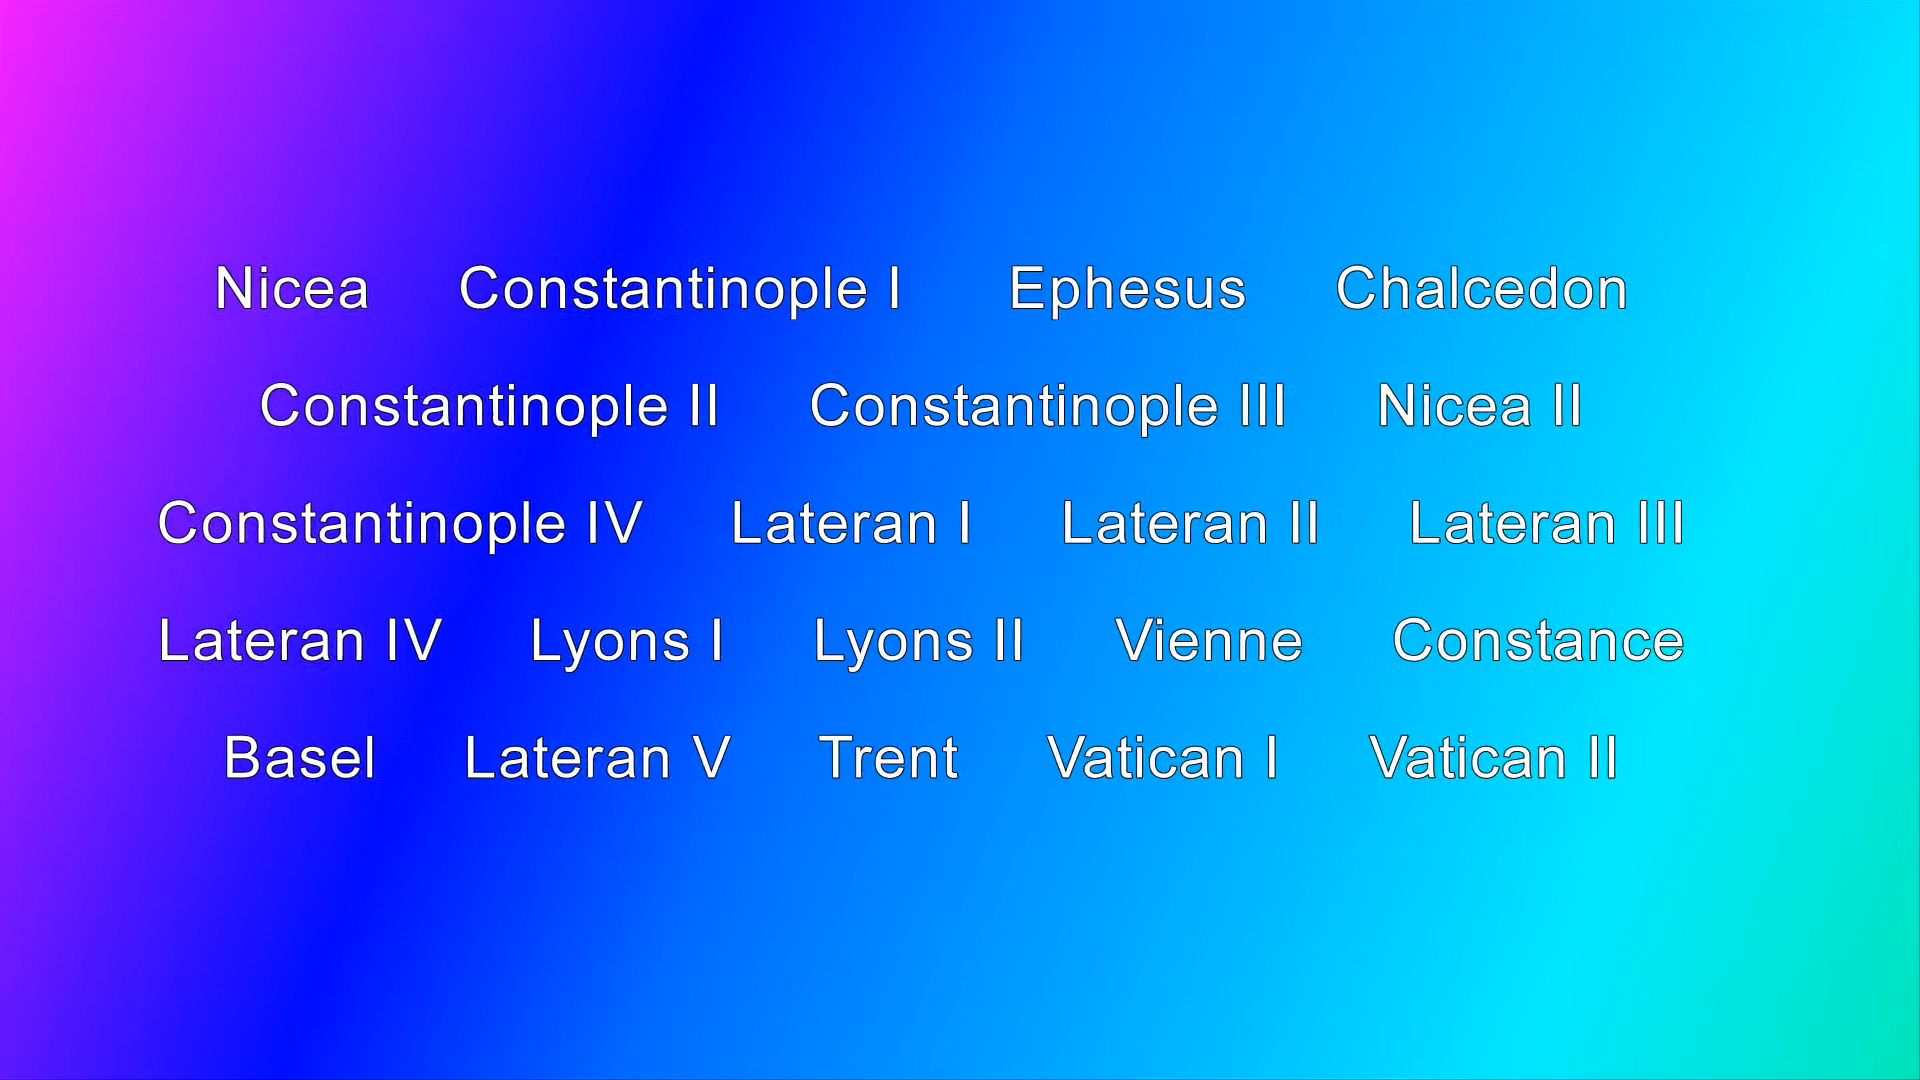 Nicea Constantinople I Ephesus Chalcedon
Constantinople II Constantinople III Nicea II
Constantinople IV Lateran I Lateran II Lateran III
Lateran IV Lyons I Lyons II Vienne Constance
Basel Lateran V Trent Vatican I Vatican II